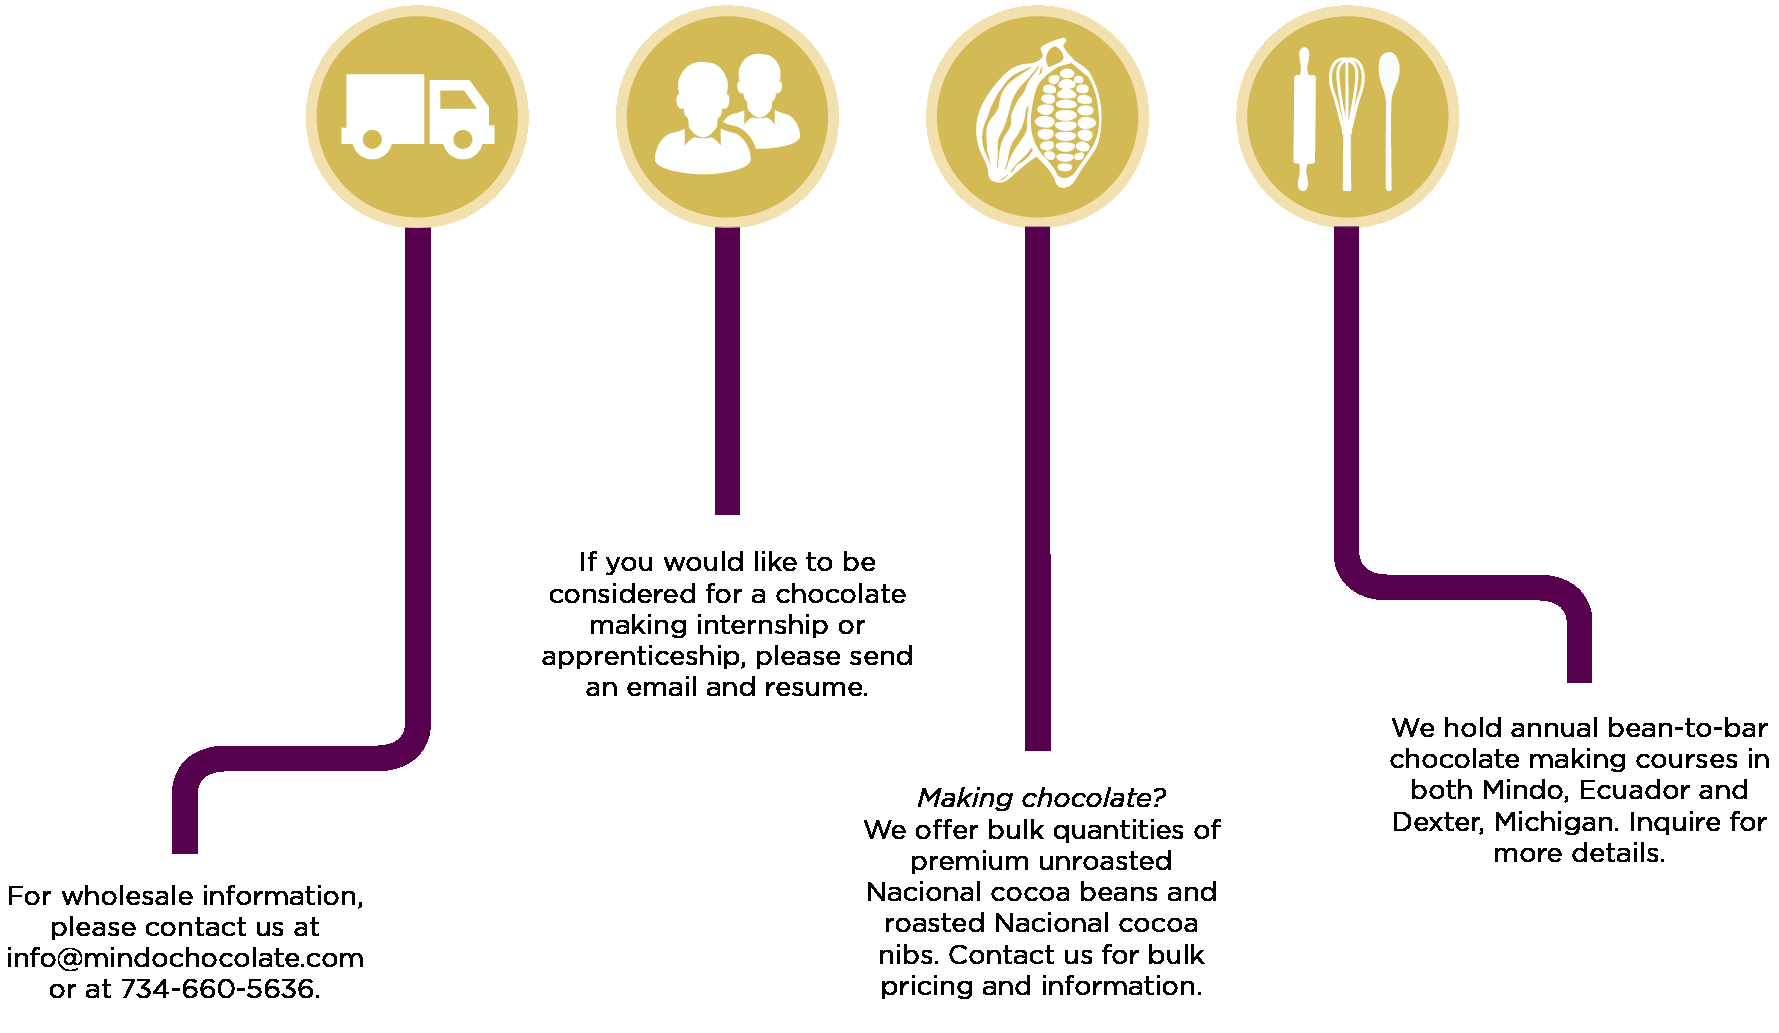 For wholesale information,
please contact us at
info@mindochocolate.com
or at 734-660-5636.
If you would like to be
considered for a chocolate
making internship or
apprenticeship, please send
an email and resume.
Making chocolate?
We offer bulk quantities of
premium unroasted
Nacional cocoa beans and
roasted Nacional cocoa
nibs. Contact us for bulk
pricing and information.
We hold annual bean-to-bar
chocolate making courses in
both Mindo, Ecuador and
Dexter, Michigan. Inquire for
more details.